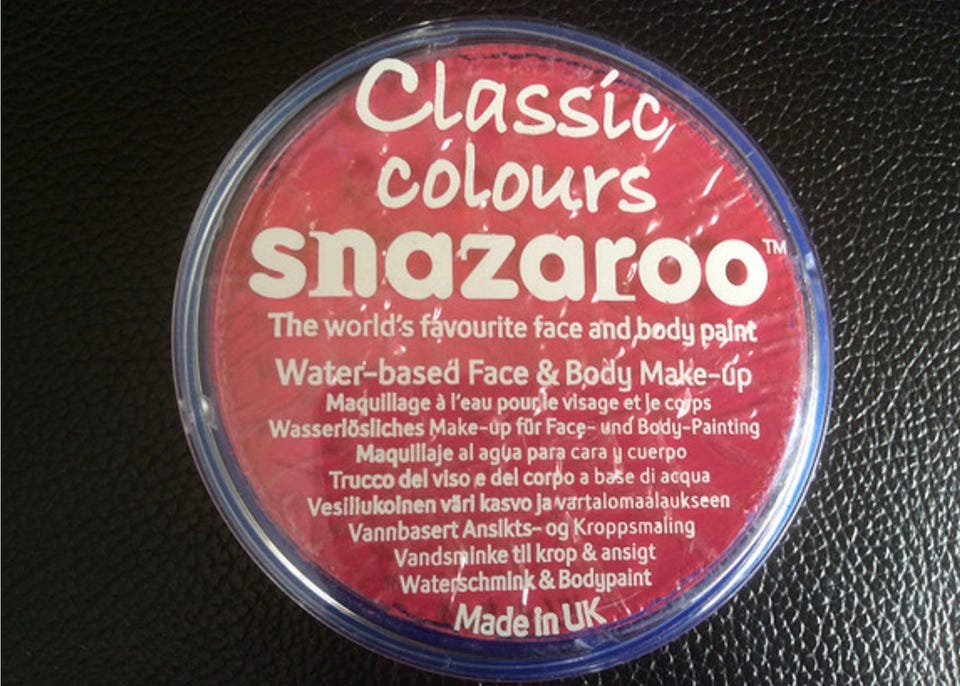 Classic
colours
snazaroo™
The world's favourite face and body paint
Water-based Face & Body Make-up
Maquillage à l'eau pour le visage et le corps
Wasserlösliches Make-up für Face- und Body-Painting
Maquillaje al agua para cara y cuerpo
Trucco del viso e del corpo a base di acqua
Vesiliukoinen väri kasvo ja vartalomaalaukseen
Vannbasert Ansikts- og Kroppsmaling
Vandsminke til krop & ansigt
Waterschmink & Bodypaint
Made in UK